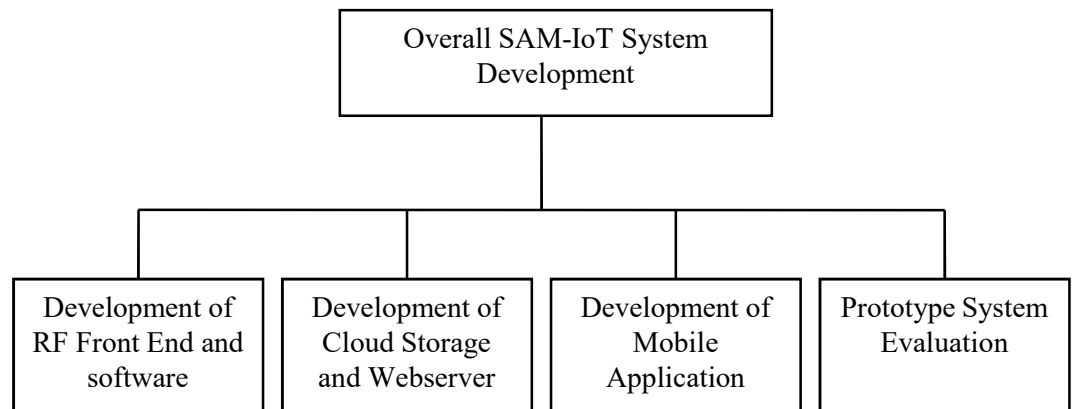 Overall SAM-IoT System
Development
Development of
RF Front End and
software
Development of
Cloud Storage
and Webserver
Development of
Mobile
Application
Prototype System
Evaluation